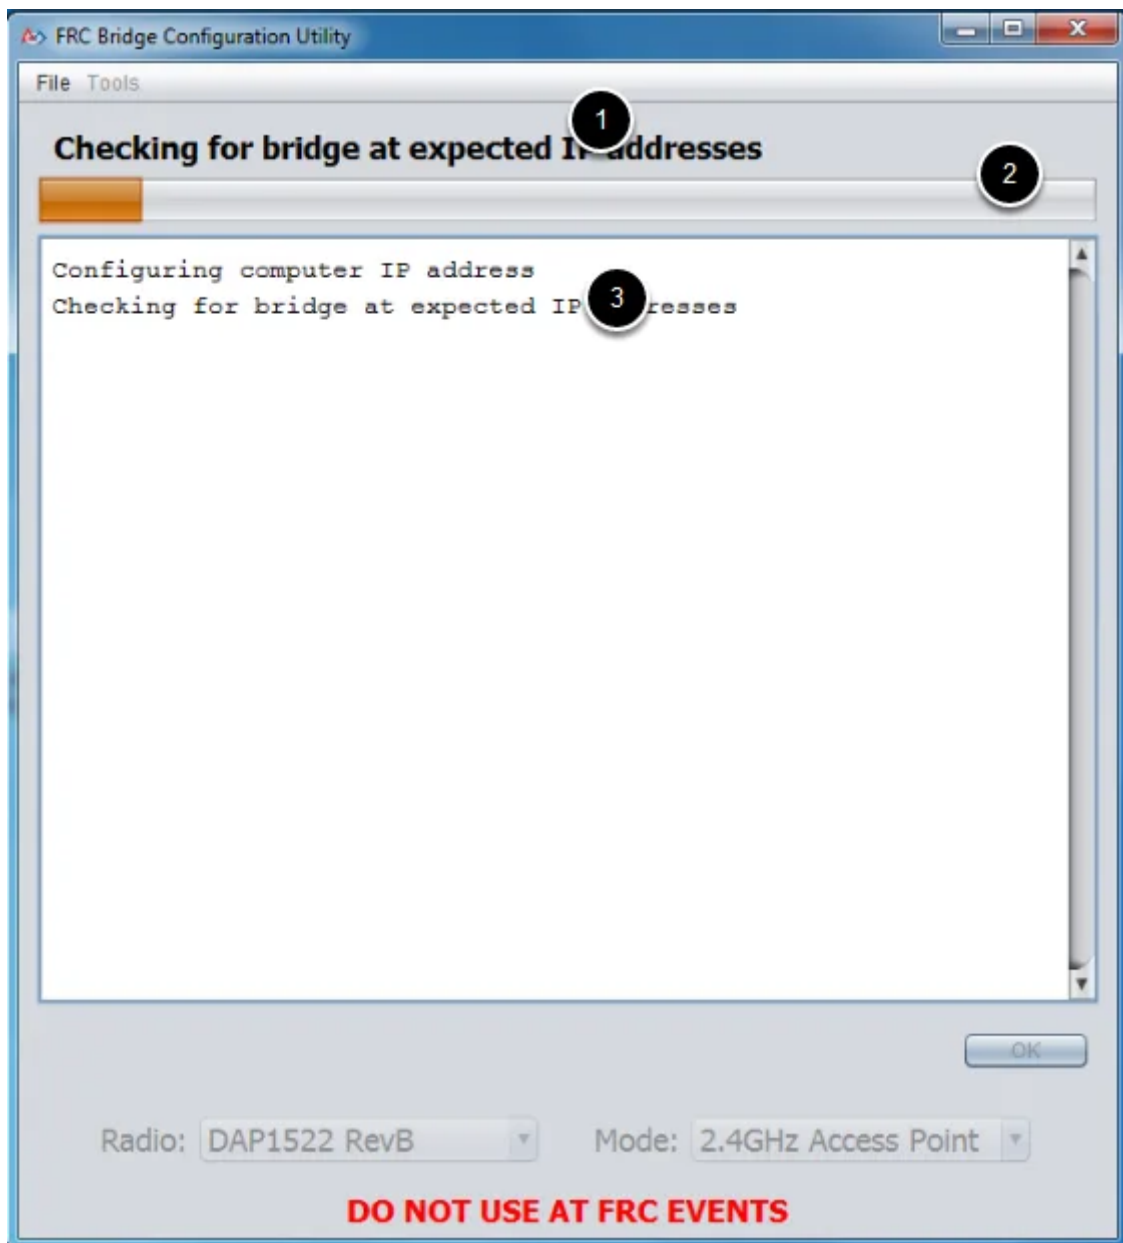 FRC Bridge Configuration Utility
File Tools
1
Checking for bridge at expected IP addresses
2
Configuring computer IP address
3
Checking for bridge at expected IP resses
OK
Radio: DAP1522 RevB Mode: 2.4GHz Access Point
DO NOT USE AT FRC EVENTS